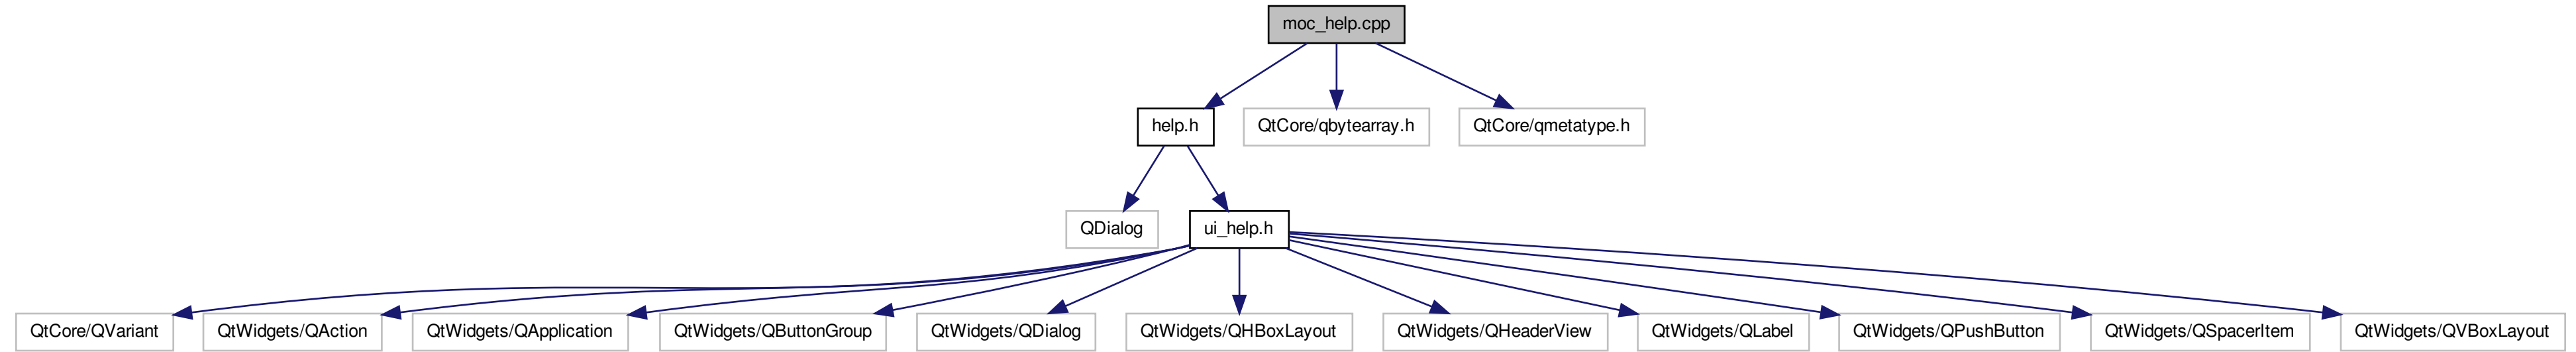 moc_help.cpp
help.h
QtCore/qbytearray.h
QtCore/qmetatype.h
QDialog
ui_help.h
QtCore/QVariant
QtWidgets/QAction
QtWidgets/QApplication
QtWidgets/QButtonGroup
QtWidgets/QDialog
QtWidgets/QHBoxLayout
QtWidgets/QHeaderView
QtWidgets/QLabel
QtWidgets/QPushButton
QtWidgets/QSpacerItem
QtWidgets/QVBoxLayout